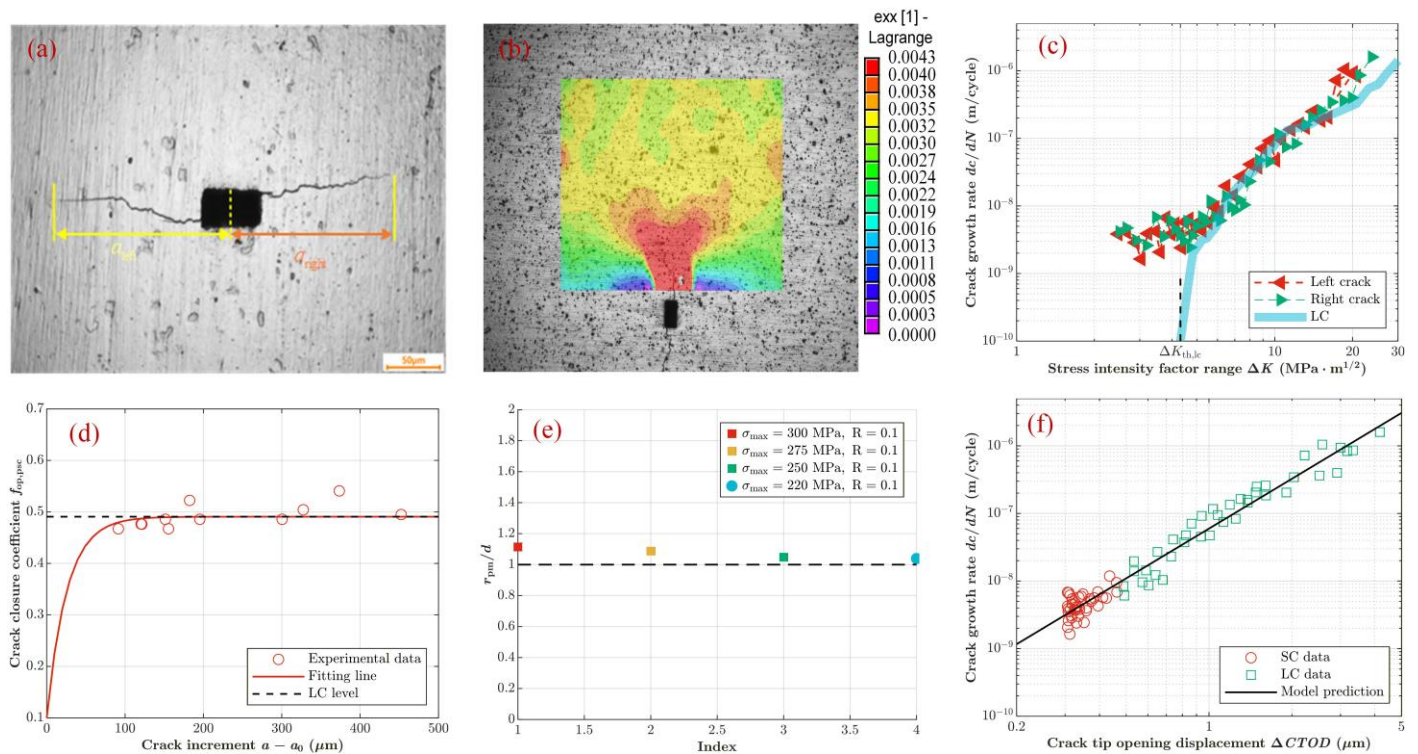 (a)
a_left
a_right
50μm
(b)
exx [1] -
Lagrange
0.0043
0.0040
0.0038
0.0035
0.0032
0.0030
0.0027
0.0024
0.0022
0.0019
0.0016
0.0013
0.0011
0.0008
0.0005
0.0003
0.0000
(c)
Crack growth rate dc/dN (m/cycle)
10⁻⁶
10⁻⁷
10⁻⁸
10⁻⁹
10⁻¹⁰
Left crack
Right crack
LC
1
ΔK_th,lc
10
20
30
Stress intensity factor range ΔK (MPa · m^1/2)
(d)
Crack closure coefficient f_op,psc
0.7
0.6
0.5
0.4
0.3
0.2
0.1
Experimental data
Fitting line
LC level
0
100
200
300
400
500
Crack increment a − a₀ (μm)
(e)
r_pm/d
2
1.8
1.6
1.4
1.2
1
0.8
0.6
0.4
0.2
0
σmax = 300 MPa, R = 0.1
σmax = 275 MPa, R = 0.1
σmax = 250 MPa, R = 0.1
σmax = 220 MPa, R = 0.1
1
1.5
2
2.5
3
3.5
4
Index
(f)
Crack growth rate dc/dN (m/cycle)
10⁻⁶
10⁻⁷
10⁻⁸
10⁻⁹
10⁻¹⁰
SC data
LC data
Model prediction
0.2
1
5
Crack tip opening displacement ΔCTOD (μm)